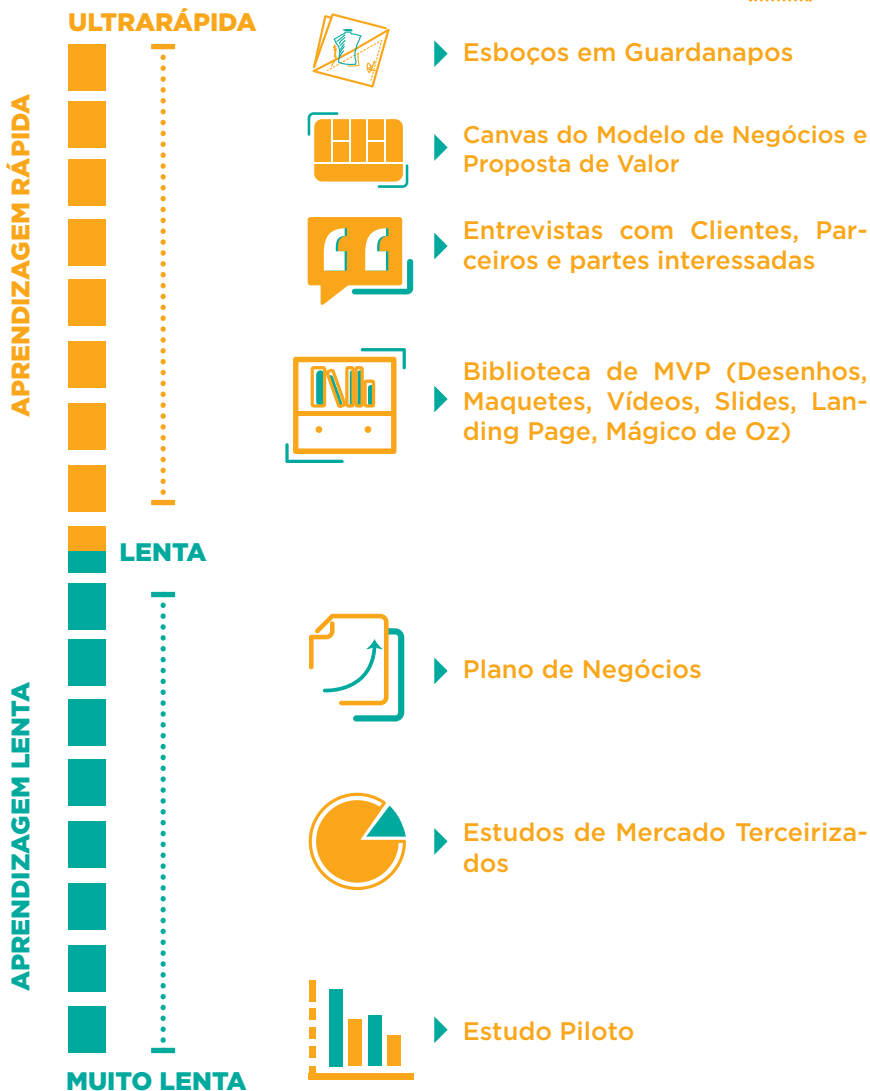 ULTRARÁPIDA
Esboços em Guardanapos
Canvas do Modelo de Negócios e
Proposta de Valor
Entrevistas com Clientes, Par-
ceiros e partes interessadas
Biblioteca de MVP (Desenhos,
Maquetes, Vídeos, Slides, Lan-
ding Page, Mágico de Oz)
APRENDIZAGEM RÁPIDA
LENTA
Plano de Negócios
Estudos de Mercado Terceiriza-
dos
Estudo Piloto
APRENDIZAGEM LENTA
MUITO LENTA